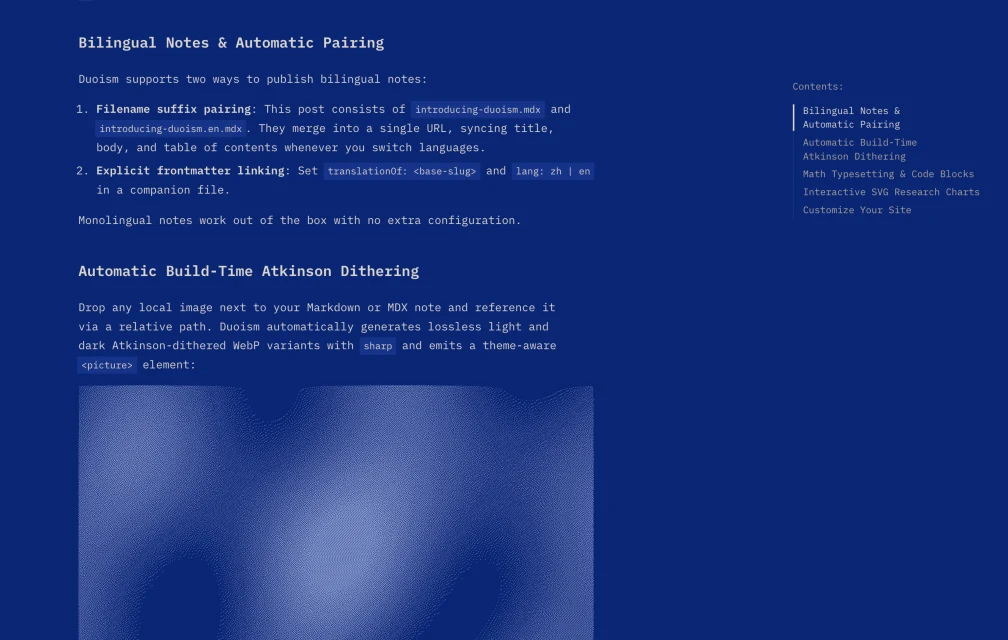 Bilingual Notes & Automatic Pairing
Duoism supports two ways to publish bilingual notes:
1. Filename suffix pairing: This post consists of introducing-duoism.mdx and
introducing-duoism.en.mdx. They merge into a single URL, syncing title,
body, and table of contents whenever you switch languages.
2. Explicit frontmatter linking: Set translationOf: <base-slug> and lang: zh | en
in a companion file.
Monolingual notes work out of the box with no extra configuration.
Automatic Build-Time Atkinson Dithering
Drop any local image next to your Markdown or MDX note and reference it
via a relative path. Duoism automatically generates lossless light and
dark Atkinson-dithered WebP variants with sharp and emits a theme-aware
<picture> element:
Contents:
Bilingual Notes &
Automatic Pairing
Automatic Build-Time
Atkinson Dithering
Math Typesetting & Code Blocks
Interactive SVG Research Charts
Customize Your Site